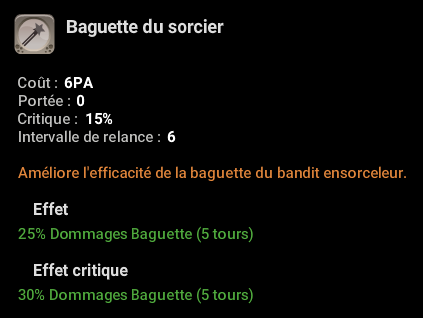 Baguette du sorcier
Coût : 6PA
Portée : 0
Critique : 15%
Intervalle de relance : 6
Améliore l'efficacité de la baguette du bandit ensorceleur.
Effet
25% Dommages Baguette (5 tours)
Effet critique
30% Dommages Baguette (5 tours)